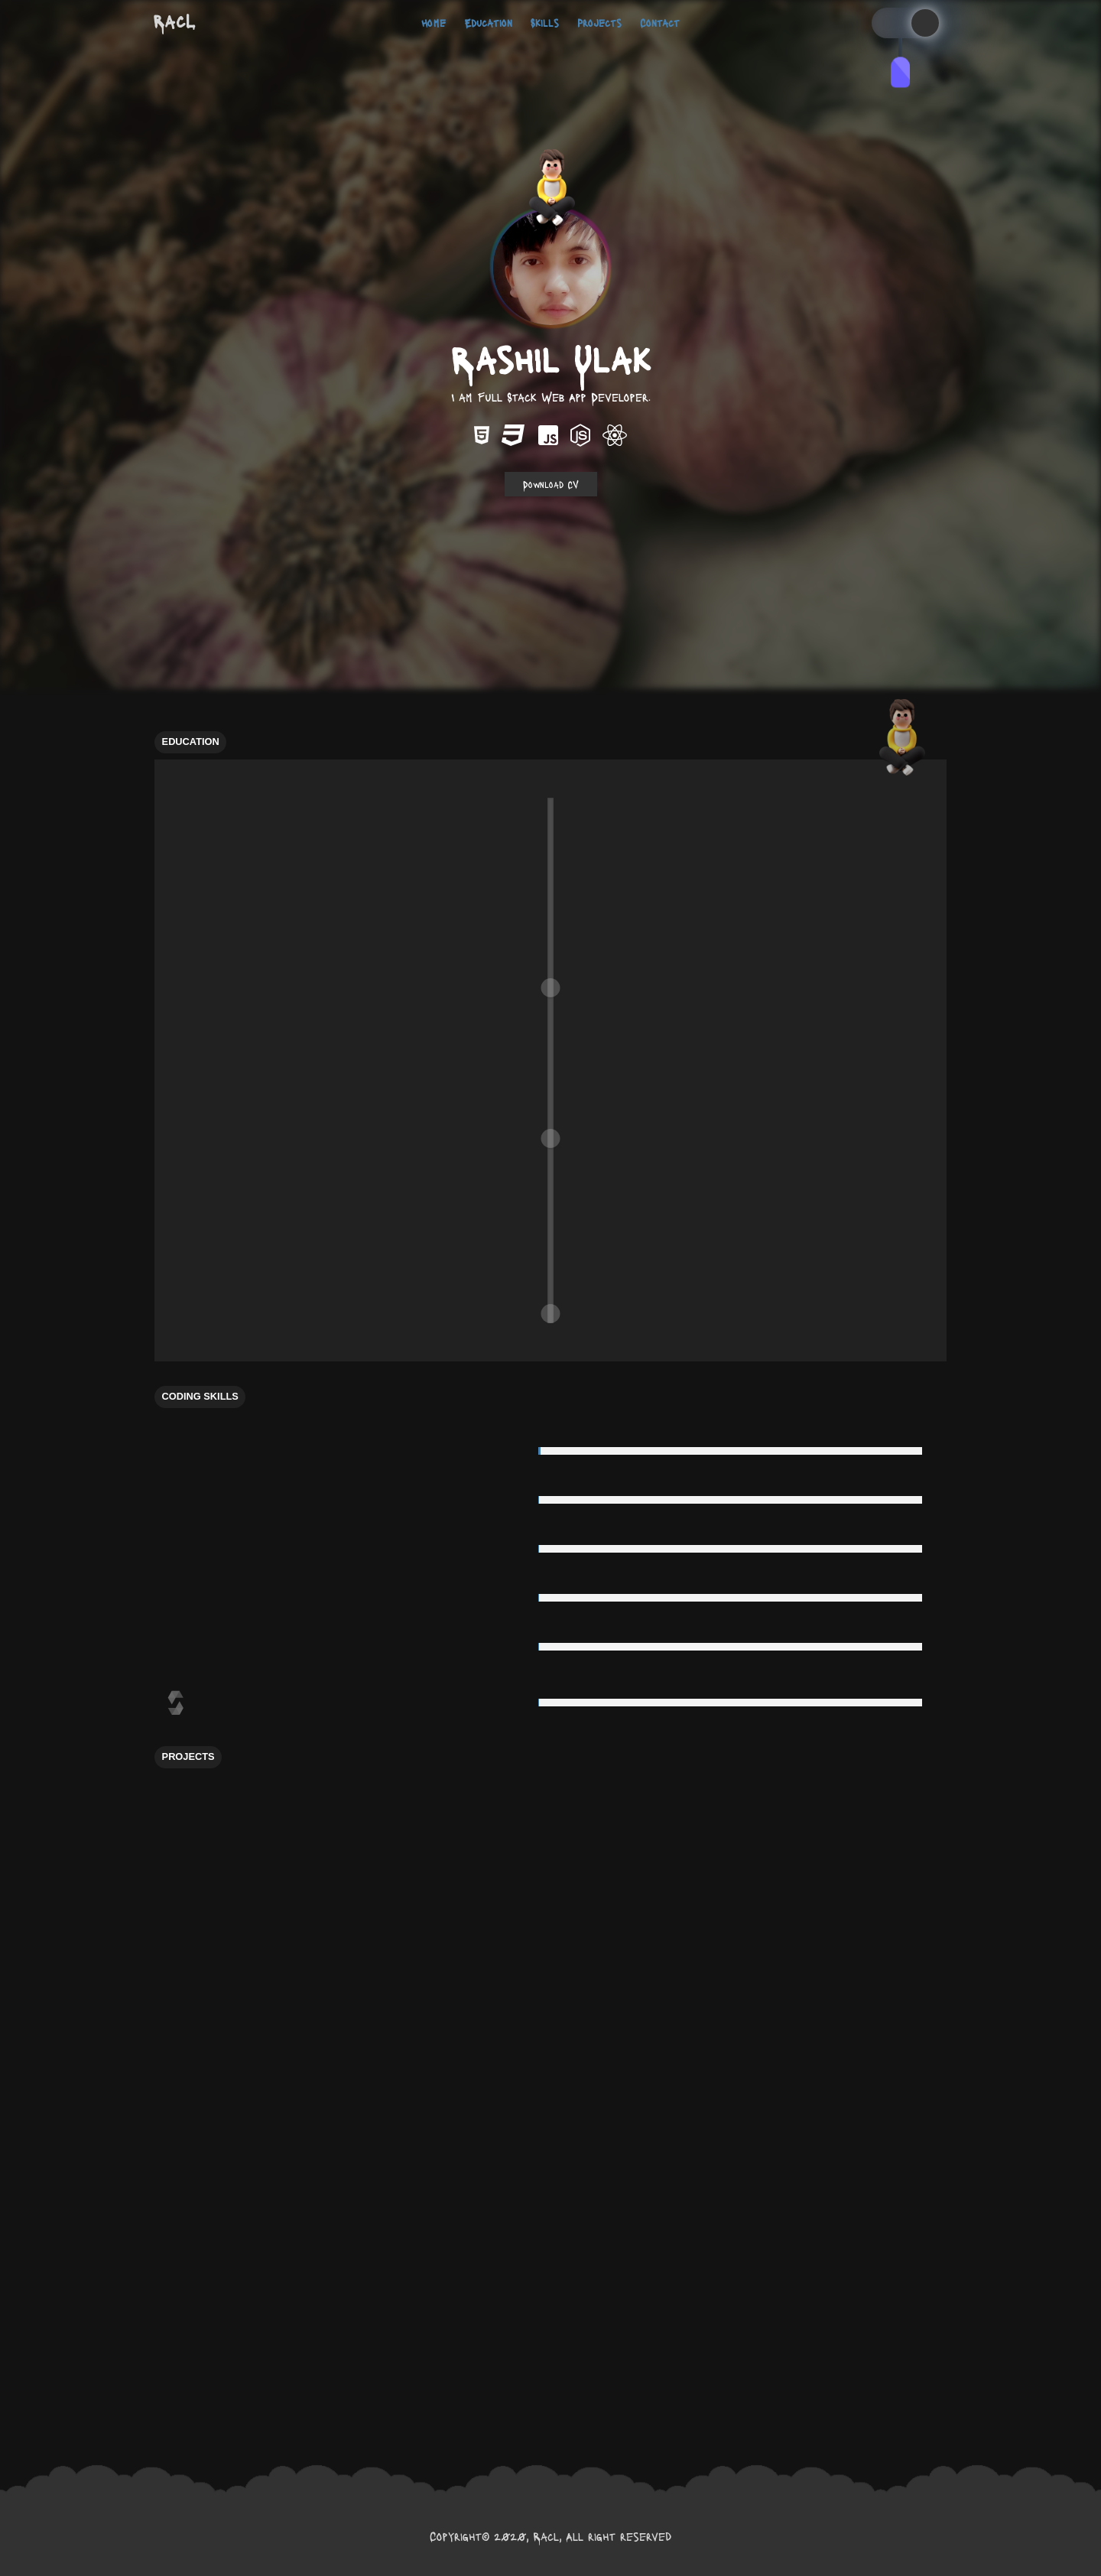 RACL
Home Education Skills Projects Contact
Rashil Ulak
I am Full Stack Web App Developer.
Download CV
EDUCATION
CODING SKILLS
PROJECTS
Copyright© 2020, Racl, All right reserved